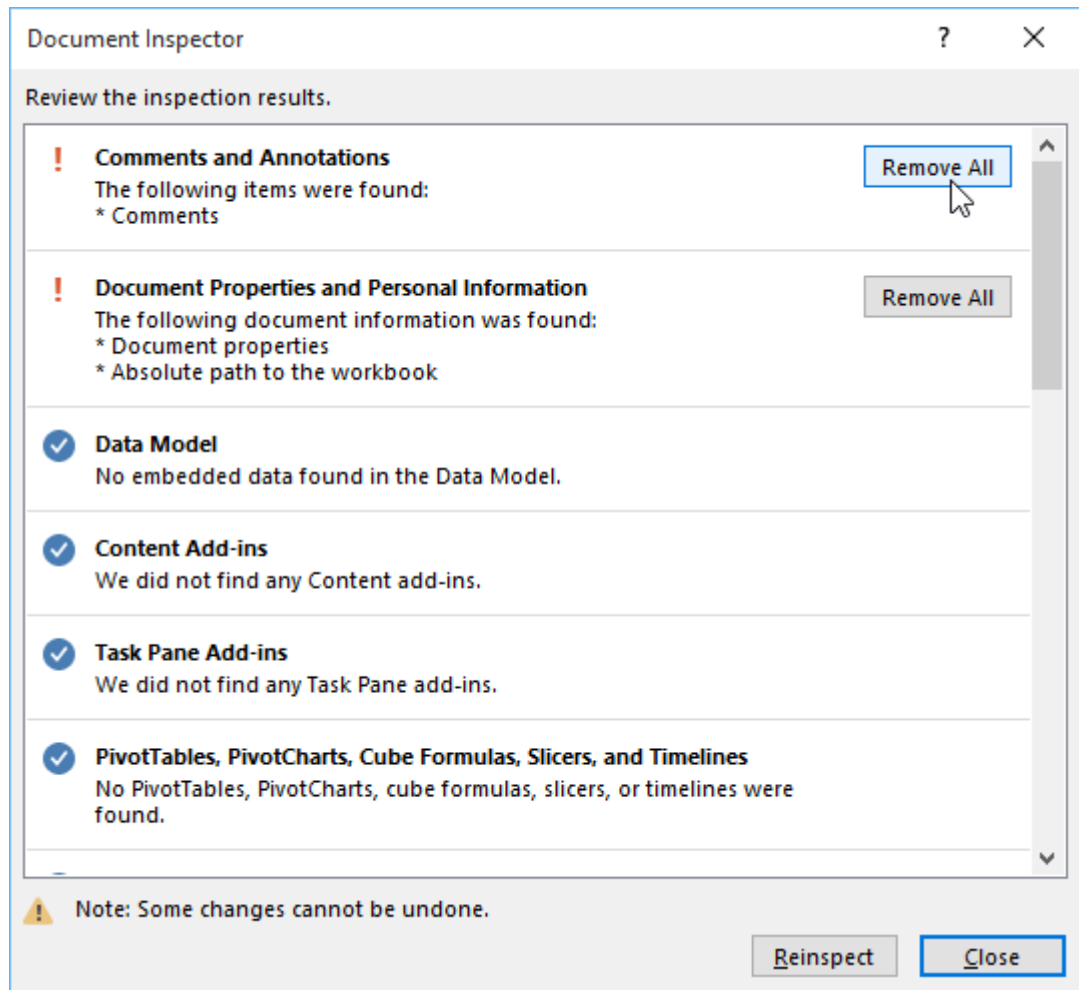 Document Inspector
?
Review the inspection results.
! Comments and Annotations
Remove All
The following items were found:
* Comments
! Document Properties and Personal Information
Remove All
The following document information was found:
* Document properties
* Absolute path to the workbook
Data Model
No embedded data found in the Data Model.
Content Add-ins
We did not find any Content add-ins.
Task Pane Add-ins
We did not find any Task Pane add-ins.
PivotTables, PivotCharts, Cube Formulas, Slicers, and Timelines
No PivotTables, PivotCharts, cube formulas, slicers, or timelines were
found.
Note: Some changes cannot be undone.
Reinspect
Close